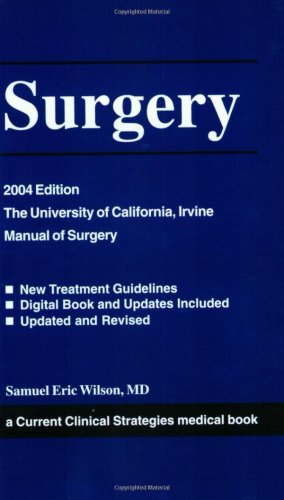 Surgery
2004 Edition
The University of California, Irvine
Manual of Surgery
■ New Treatment Guidelines
■ Digital Book and Updates Included
■ Updated and Revised
Samuel Eric Wilson, MD
a Current Clinical Strategies medical book